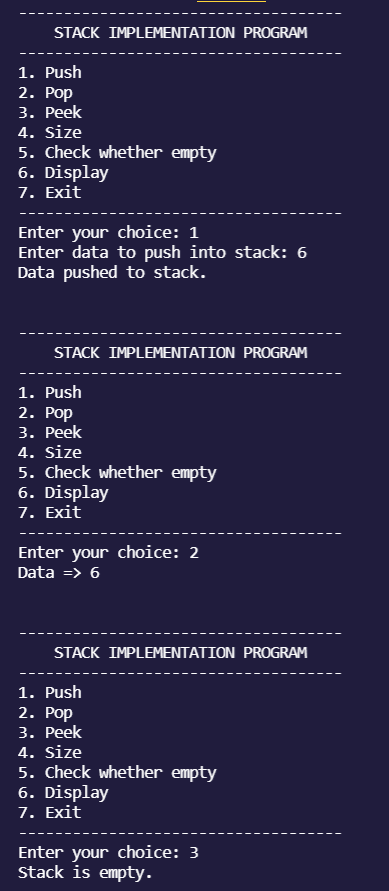 ------------------------------------
STACK IMPLEMENTATION PROGRAM
------------------------------------
1. Push
2. Pop
3. Peek
4. Size
5. Check whether empty
6. Display
7. Exit
------------------------------------
Enter your choice: 1
Enter data to push into stack: 6
Data pushed to stack.
------------------------------------
STACK IMPLEMENTATION PROGRAM
------------------------------------
1. Push
2. Pop
3. Peek
4. Size
5. Check whether empty
6. Display
7. Exit
------------------------------------
Enter your choice: 2
Data => 6
------------------------------------
STACK IMPLEMENTATION PROGRAM
------------------------------------
1. Push
2. Pop
3. Peek
4. Size
5. Check whether empty
6. Display
7. Exit
------------------------------------
Enter your choice: 3
Stack is empty.